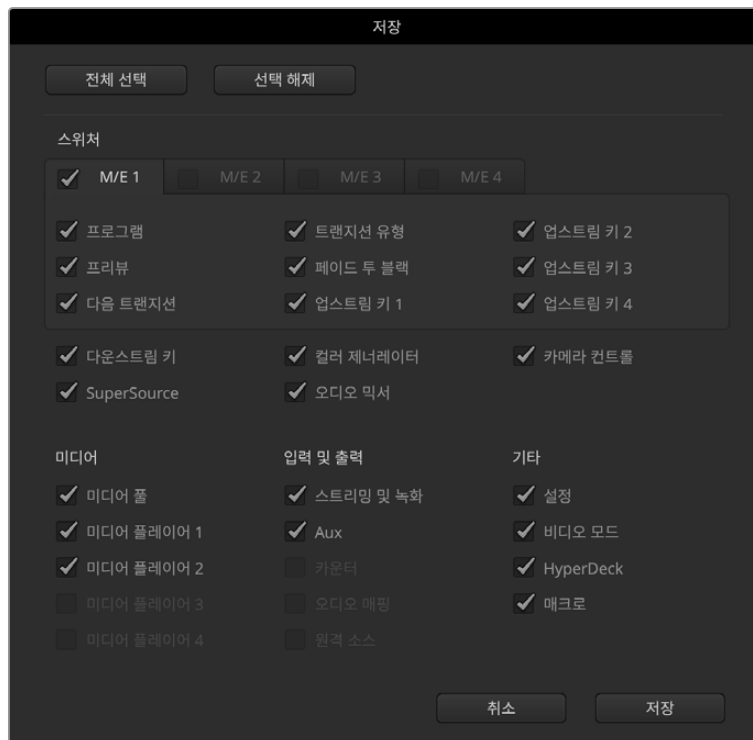 저장
전체 선택 선택 해제
스위처
M/E 1 M/E 2 M/E 3 M/E 4
프로그램 트랜지션 유형 업스트림 키 2
프리뷰 페이드 투 블랙 업스트림 키 3
다음 트랜지션 업스트림 키 1 업스트림 키 4
다운스트림 키 컬러 제너레이터 카메라 컨트롤
SuperSource 오디오 믹서
미디어 입력 및 출력 기타
미디어 풀 스트리밍 및 녹화 설정
미디어 플레이어 1 Aux 비디오 모드
미디어 플레이어 2 카운터 HyperDeck
미디어 플레이어 3 오디오 매핑 매크로
미디어 플레이어 4 원격 소스
취소 저장